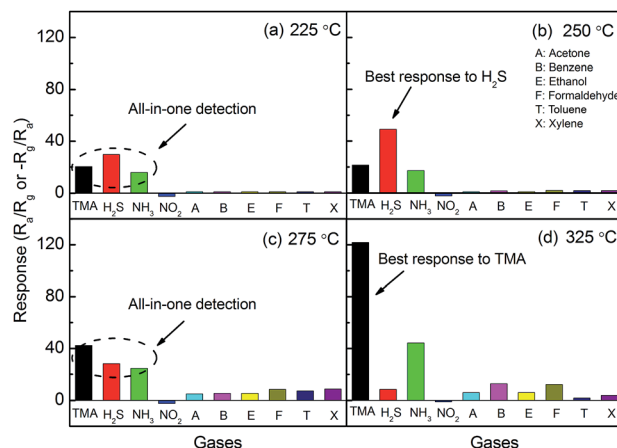 Response (Ra/Rg or -Rg/Ra)
120
80
40
0
(a) 225 °C
All-in-one detection
TMA H2S NH3 NO2 A B E F T X
(b) 250 °C
A: Acetone
B: Benzene
E: Ethanol
F: Formaldehyde
T: Toluene
X: Xylene
Best response to H2S
TMA H2S NH3 NO2 A B E F T X
120
80
40
0
(c) 275 °C
All-in-one detection
TMA H2S NH3 NO2 A B E F T X
Gases
(d) 325 °C
Best response to TMA
TMA H2S NH3 NO2 A B E F T X
Gases